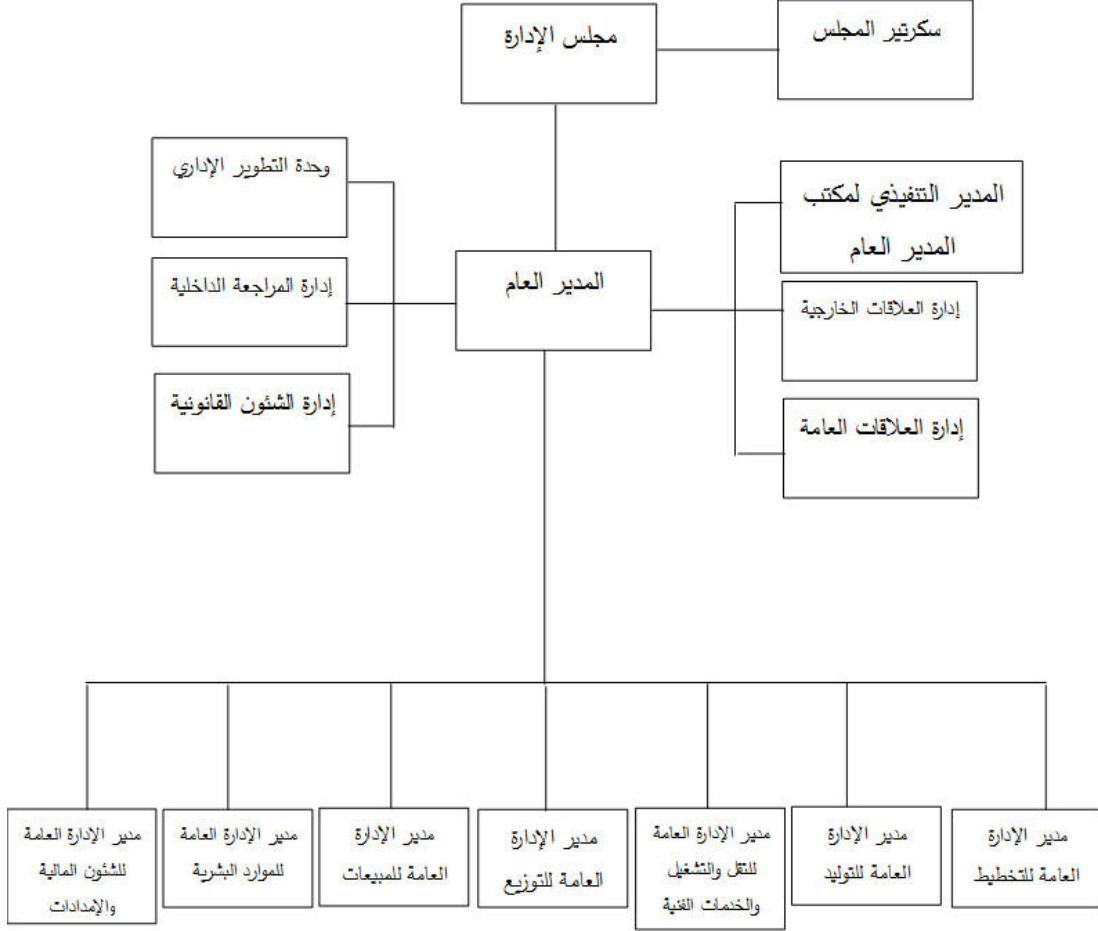 سكرتير المجلس
مجلس الإدارة
وحدة التطوير الإداري
المدير التنفيذي لمكتب
المدير العام
المدير العام
إدارة المراجعة الداخلية
إدارة العلاقات الخارجية
إدارة الشئون القانونية
إدارة العلاقات العامة
مدير الإدارة
العامة للتخطيط
مدير الإدارة
العامة للتوليد
مدير الإدارة العامة
للنقل والتشغيل
والخدمات الفنية
مدير الإدارة
العامة للتوزيع
مدير الإدارة
العامة للمبيعات
مدير الإدارة العامة
للموارد البشرية
مدير الإدارة العامة
للشئون المالية
والإمدادات